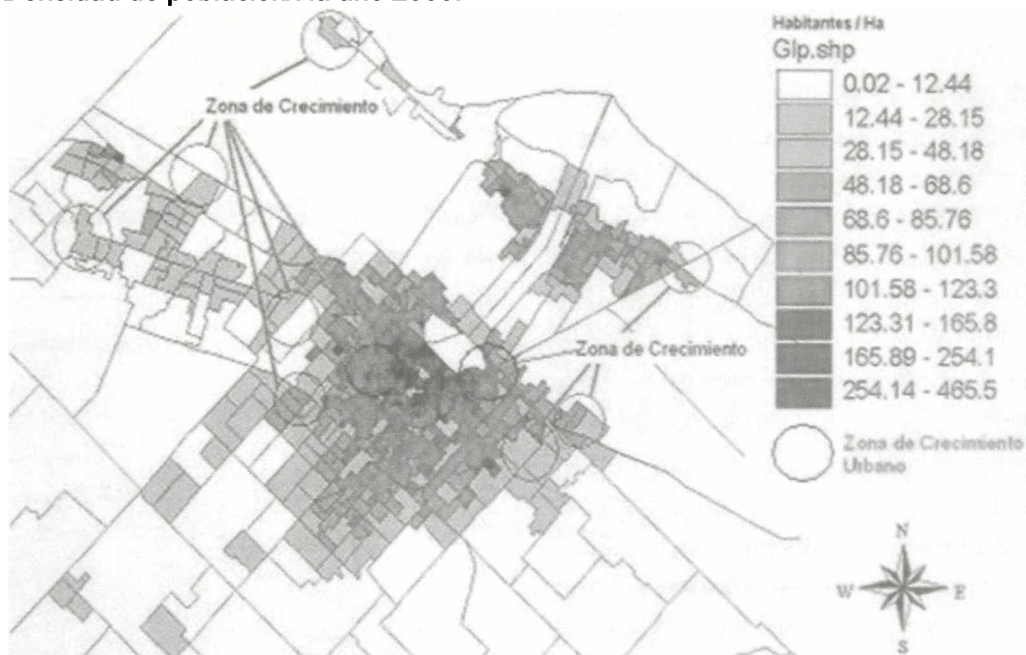 Habitantes / Ha
Glp.shp
0.02 - 12.44
12.44 - 28.15
28.15 - 48.18
48.18 - 68.6
68.6 - 85.76
85.76 - 101.58
101.58 - 123.3
123.31 - 165.8
165.89 - 254.1
254.14 - 465.5
Zona de Crecimiento
Urbano
Zona de Crecimiento
Zona de Crecimiento
N
W E
S